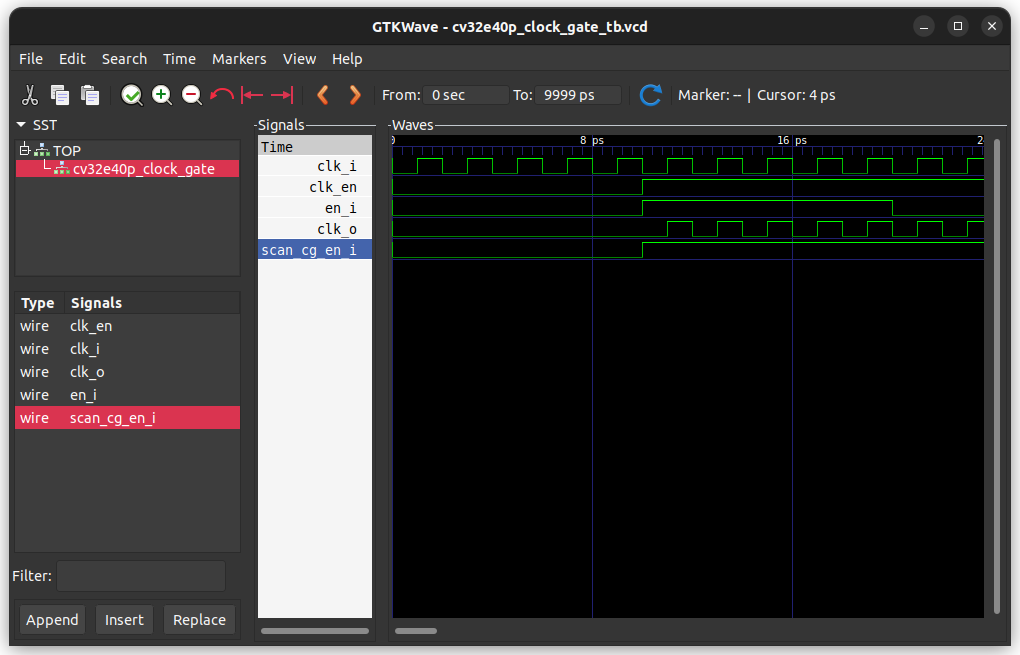 GTKWave - cv32e40p_clock_gate_tb.vcd
File Edit Search Time Markers View Help
From: 0 sec To: 9999 ps Marker: -- | Cursor: 4 ps
SST
TOP
cv32e40p_clock_gate
Type Signals
wire clk_en
wire clk_i
wire clk_o
wire en_i
wire scan_cg_en_i
Filter:
Append Insert Replace
Signals
Time
clk_i
clk_en
en_i
clk_o
scan_cg_en_i
Waves
0 8 ps 16 ps 2